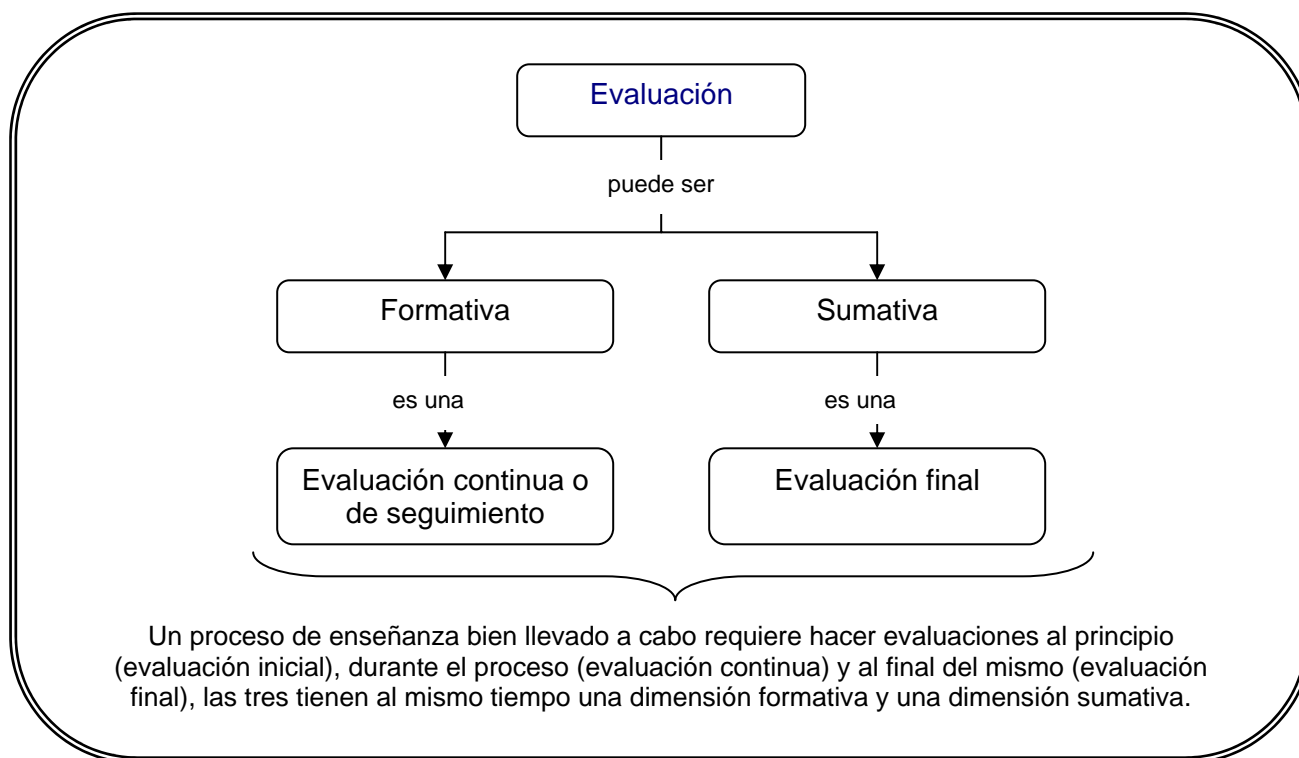 Evaluación
puede ser
Formativa
Sumativa
es una
es una
Evaluación continua o
de seguimiento
Evaluación final
Un proceso de enseñanza bien llevado a cabo requiere hacer evaluaciones al principio
(evaluación inicial), durante el proceso (evaluación continua) y al final del mismo (evaluación
final), las tres tienen al mismo tiempo una dimensión formativa y una dimensión sumativa.